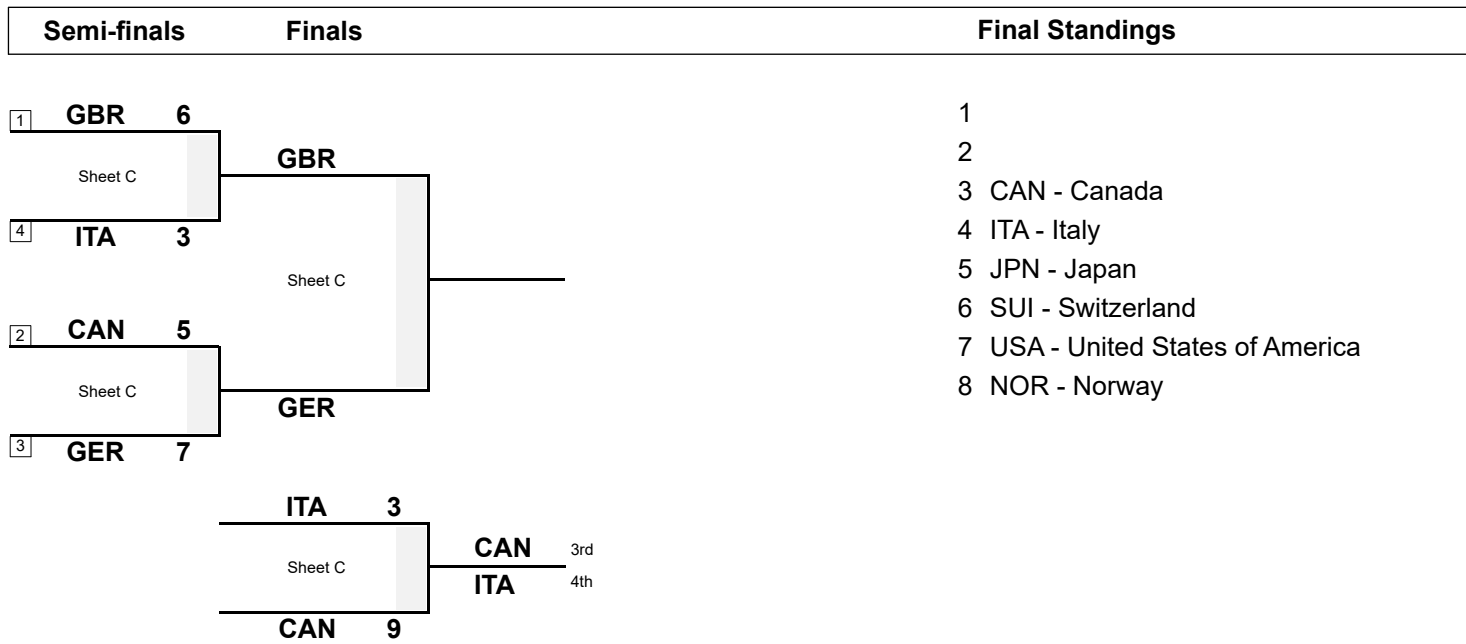 Semi-finals Finals Final Standings
1 GBR 6
Sheet C
4 ITA 3
GBR
Sheet C
2 CAN 5
Sheet C
3 GER 7
GER
ITA 3
Sheet C
CAN 9
CAN 3rd
ITA 4th
1
2
3 CAN - Canada
4 ITA - Italy
5 JPN - Japan
6 SUI - Switzerland
7 USA - United States of America
8 NOR - Norway